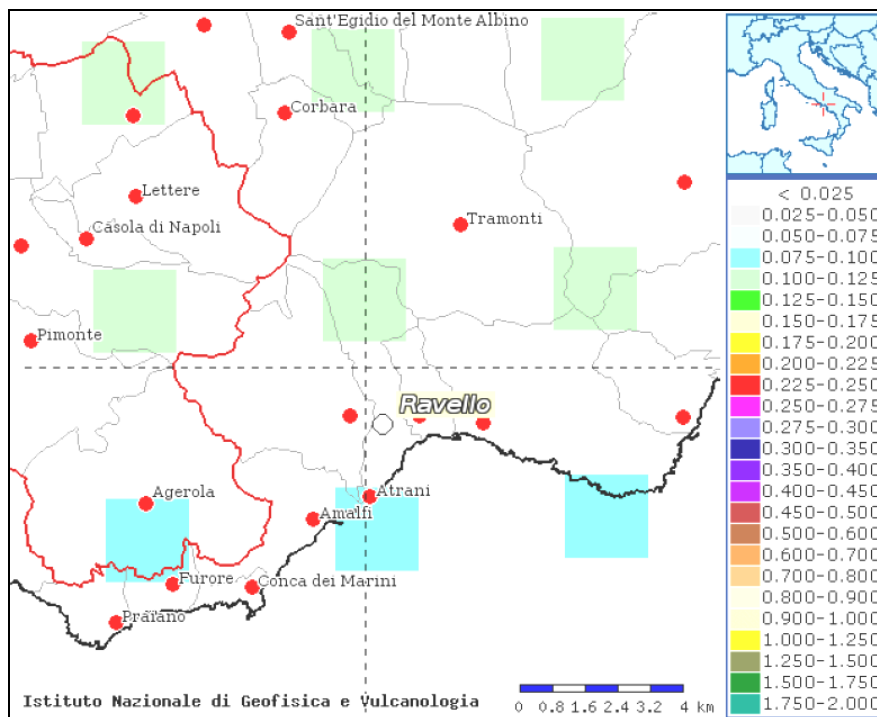 Sant'Egidio del Monte Albino
Corbara
Lettere
Tramonti
Casola di Napoli
Pimonte
Ravello
Agerola
Atrani
Amalfi
Furore
Conca dei Marini
Praiano
Istituto Nazionale di Geofisica e Vulcanologia
0 0.8 1.6 2.4 3.2 4 km
< 0.025
0.025-0.050
0.050-0.075
0.075-0.100
0.100-0.125
0.125-0.150
0.150-0.175
0.175-0.200
0.200-0.225
0.225-0.250
0.250-0.275
0.275-0.300
0.300-0.350
0.350-0.400
0.400-0.450
0.450-0.500
0.500-0.600
0.600-0.700
0.700-0.800
0.800-0.900
0.900-1.000
1.000-1.250
1.250-1.500
1.500-1.750
1.750-2.000